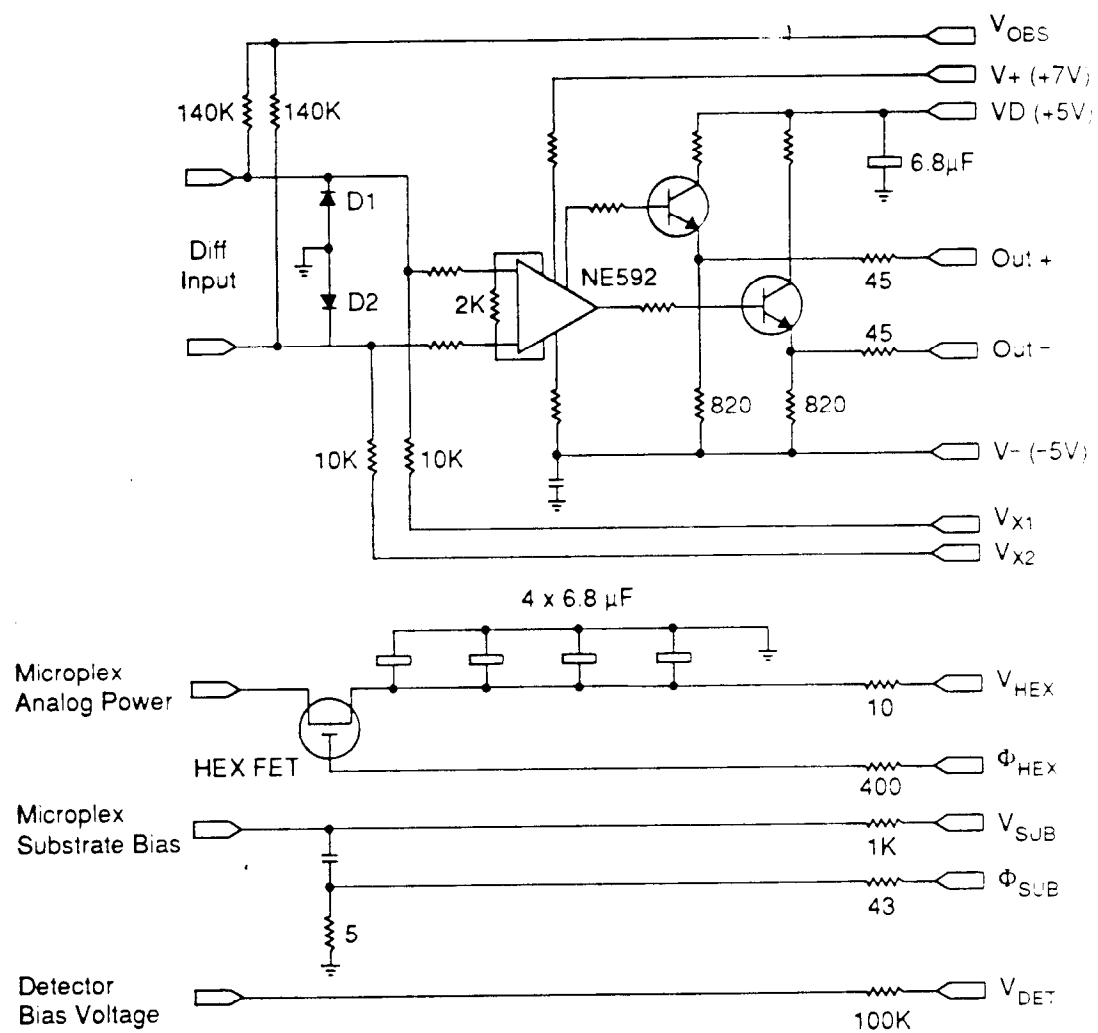 V_OBS
V+ (+7V)
140K
140K
VD (+5V)
6.8μF
D1
Diff
Input
NE592
2K
D2
Out +
45
Out -
45
820
820
10K
10K
V- (-5V)
V_X1
V_X2
4 x 6.8 μF
Microplex
Analog Power
V_HEX
10
HEX FET
Φ_HEX
400
Microplex
Substrate Bias
V_SUB
1K
Φ_SUB
43
5
Detector
Bias Voltage
V_DET
100K